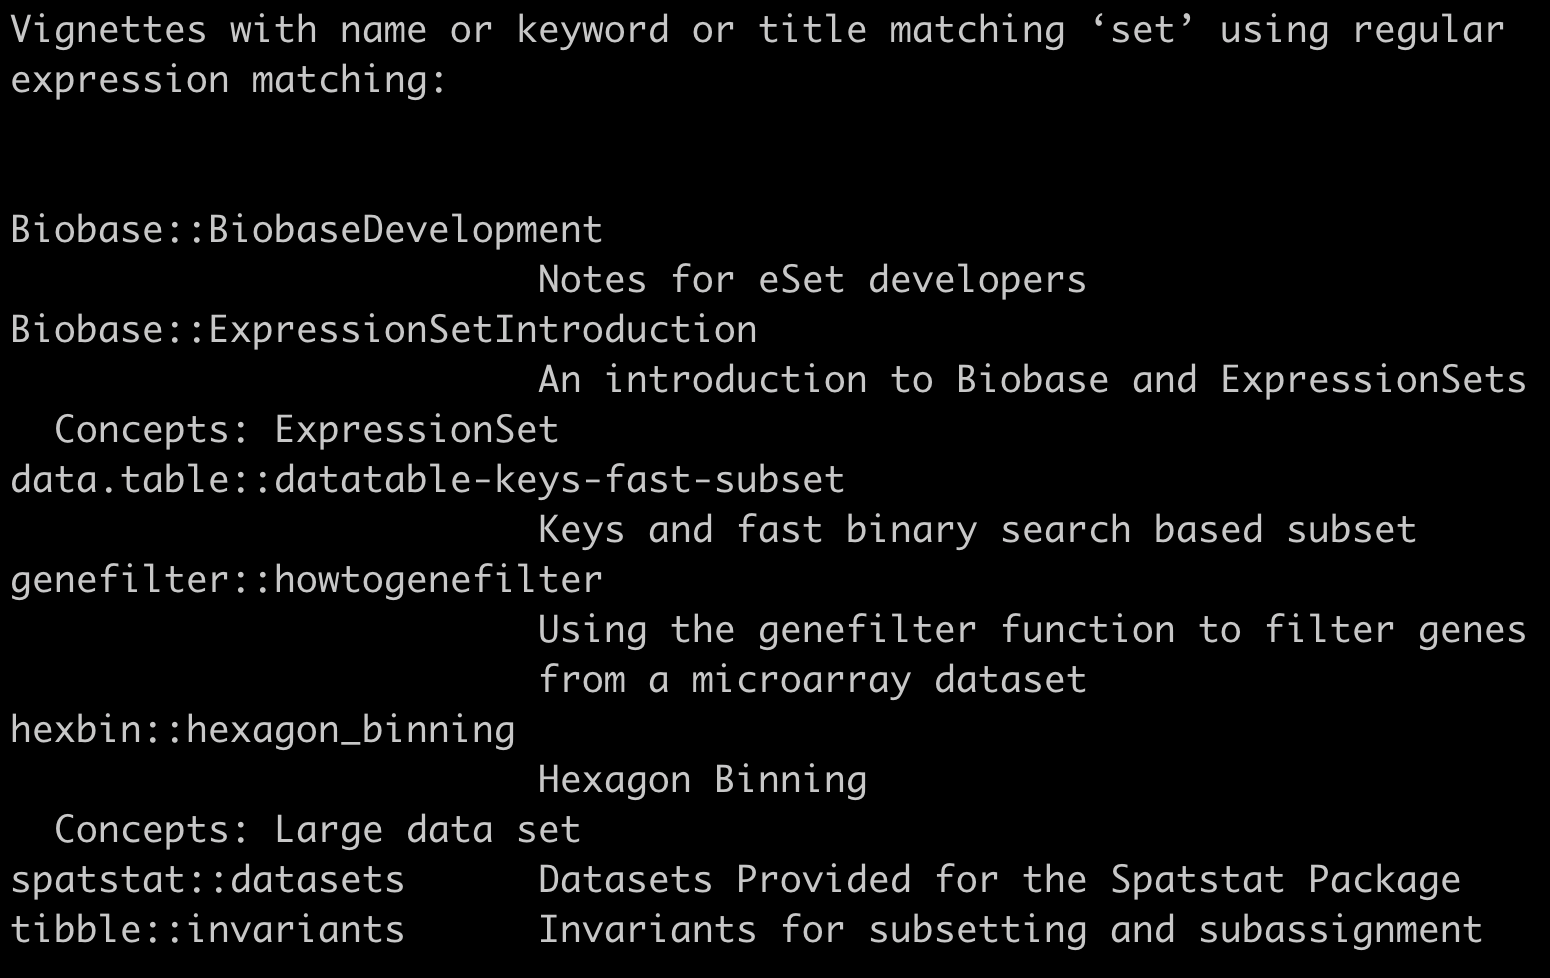 Vignettes with name or keyword or title matching ‘set’ using regular
expression matching:
Biobase::BiobaseDevelopment
Notes for eSet developers
Biobase::ExpressionSetIntroduction
An introduction to Biobase and ExpressionSets
Concepts: ExpressionSet
data.table::datatable-keys-fast-subset
Keys and fast binary search based subset
genefilter::howtogenefilter
Using the genefilter function to filter genes
from a microarray dataset
hexbin::hexagon_binning
Hexagon Binning
Concepts: Large data set
spatstat::datasets Datasets Provided for the Spatstat Package
tibble::invariants Invariants for subsetting and subassignment